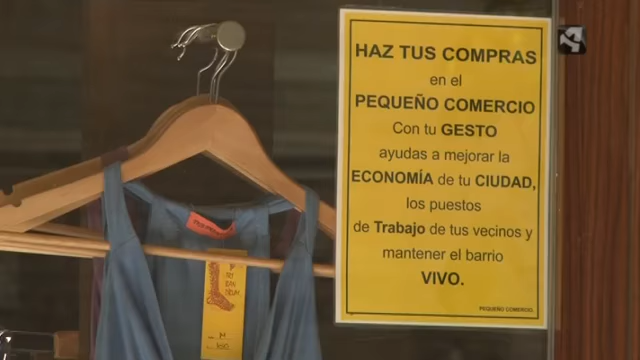 HAZ TUS COMPRAS
en el
PEQUEÑO COMERCIO
Con tu GESTO
ayudas a mejorar la
ECONOMÍA de tu CIUDAD,
los puestos
de Trabajo de tus vecinos y
mantener el barrio
VIVO.
PEQUEÑO COMERCIO.